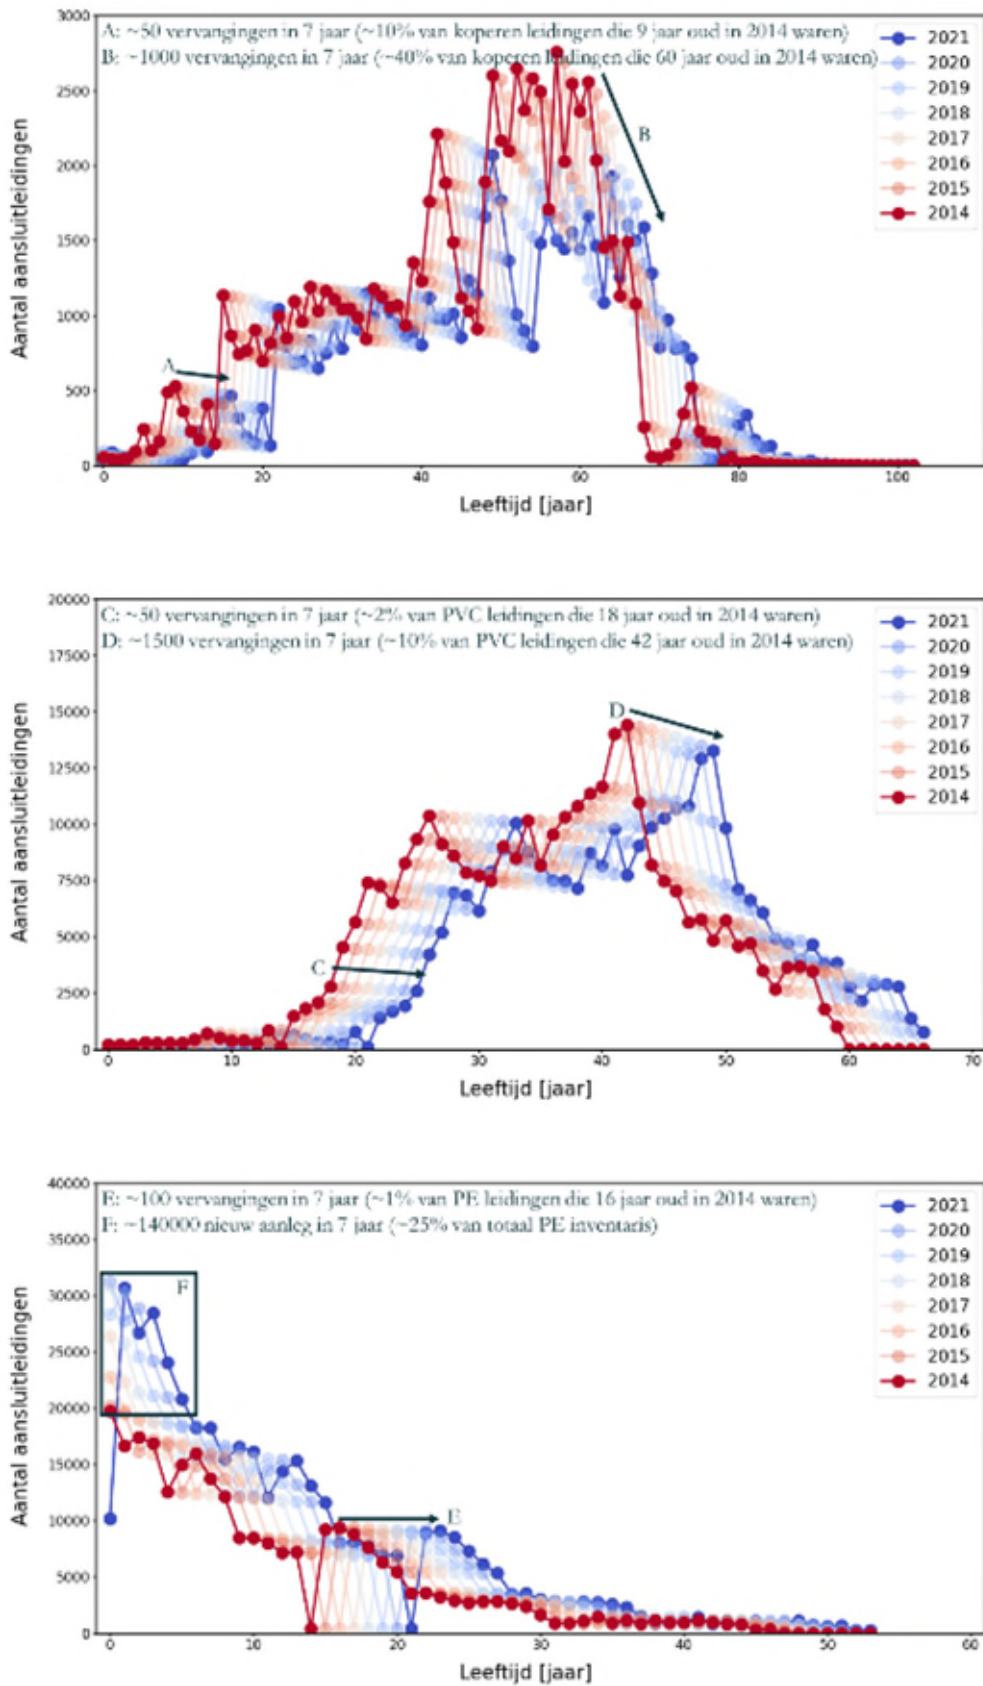 3000
A: ~50 vervangingen in 7 jaar (~10% van koperen leidingen die 9 jaar oud in 2014 waren)
B: ~1000 vervangingen in 7 jaar (~40% van koperen leidingen die 60 jaar oud in 2014 waren)
2021
2020
2019
2018
2017
2016
2015
2014
2500
2000
1500
1000
500
0
Aantal aansluitleidingen
A
B
0 20 40 60 80 100
Leeftijd [jaar]
20000
C: ~50 vervangingen in 7 jaar (~2% van PVC leidingen die 18 jaar oud in 2014 waren)
D: ~1500 vervangingen in 7 jaar (~10% van PVC leidingen die 42 jaar oud in 2014 waren)
2021
2020
2019
2018
2017
2016
2015
2014
17500
15000
12500
10000
7500
5000
2500
0
Aantal aansluitleidingen
D
C
0 10 20 30 40 50 60 70
Leeftijd [jaar]
40000
E: ~100 vervangingen in 7 jaar (~1% van PE leidingen die 16 jaar oud in 2014 waren)
F: ~140000 nieuw aanleg in 7 jaar (~25% van totaal PE inventaris)
2021
2020
2019
2018
2017
2016
2015
2014
35000
30000
25000
20000
15000
10000
5000
0
Aantal aansluitleidingen
F
E
0 10 20 30 40 50 60
Leeftijd [jaar]